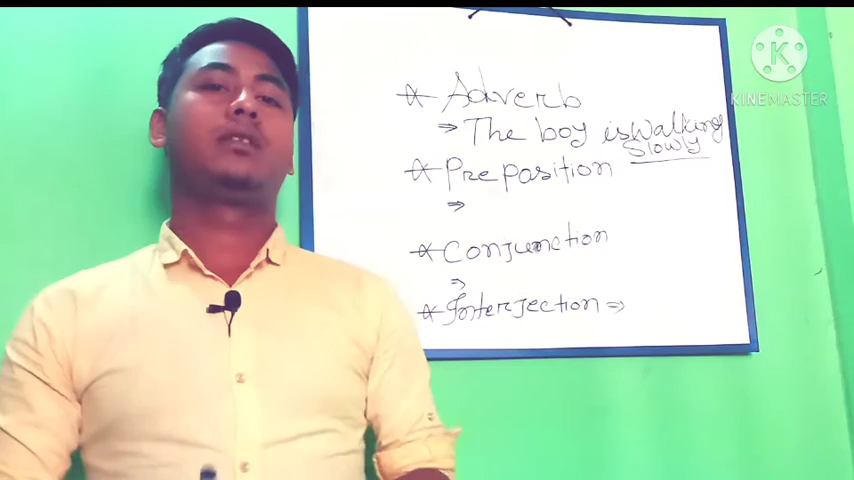 Adverb
⇒ The boy is walking
Slowly
Preposition
⇒
Conjunction
⇒
Interjection ⇒
K
KINEMASTER